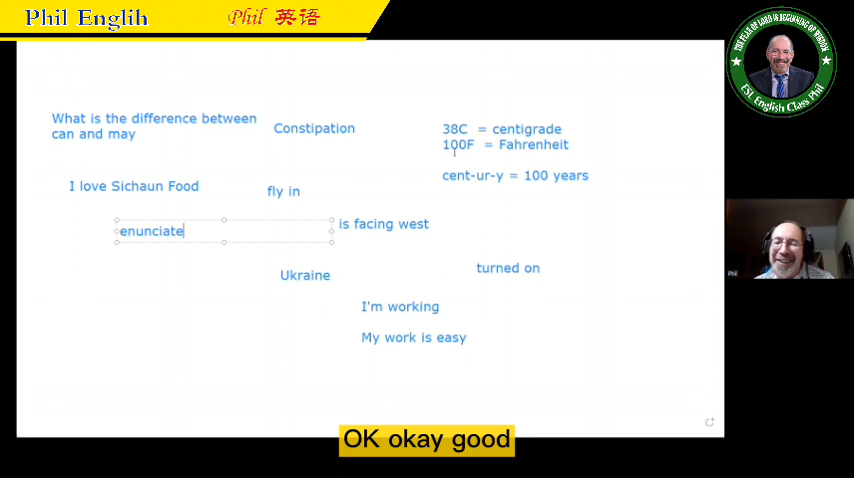 Phil Englih
Phil 英语
THE FEAR OF LORD IS BEGINNING OF WISDOM
ESL English Class Phil
What is the difference between
can and may
Constipation
38C = centigrade
100F = Fahrenheit
cent-ur-y = 100 years
I love Sichaun Food
fly in
enunciate
is facing west
Ukraine
turned on
I'm working
My work is easy
Phil
OK okay good